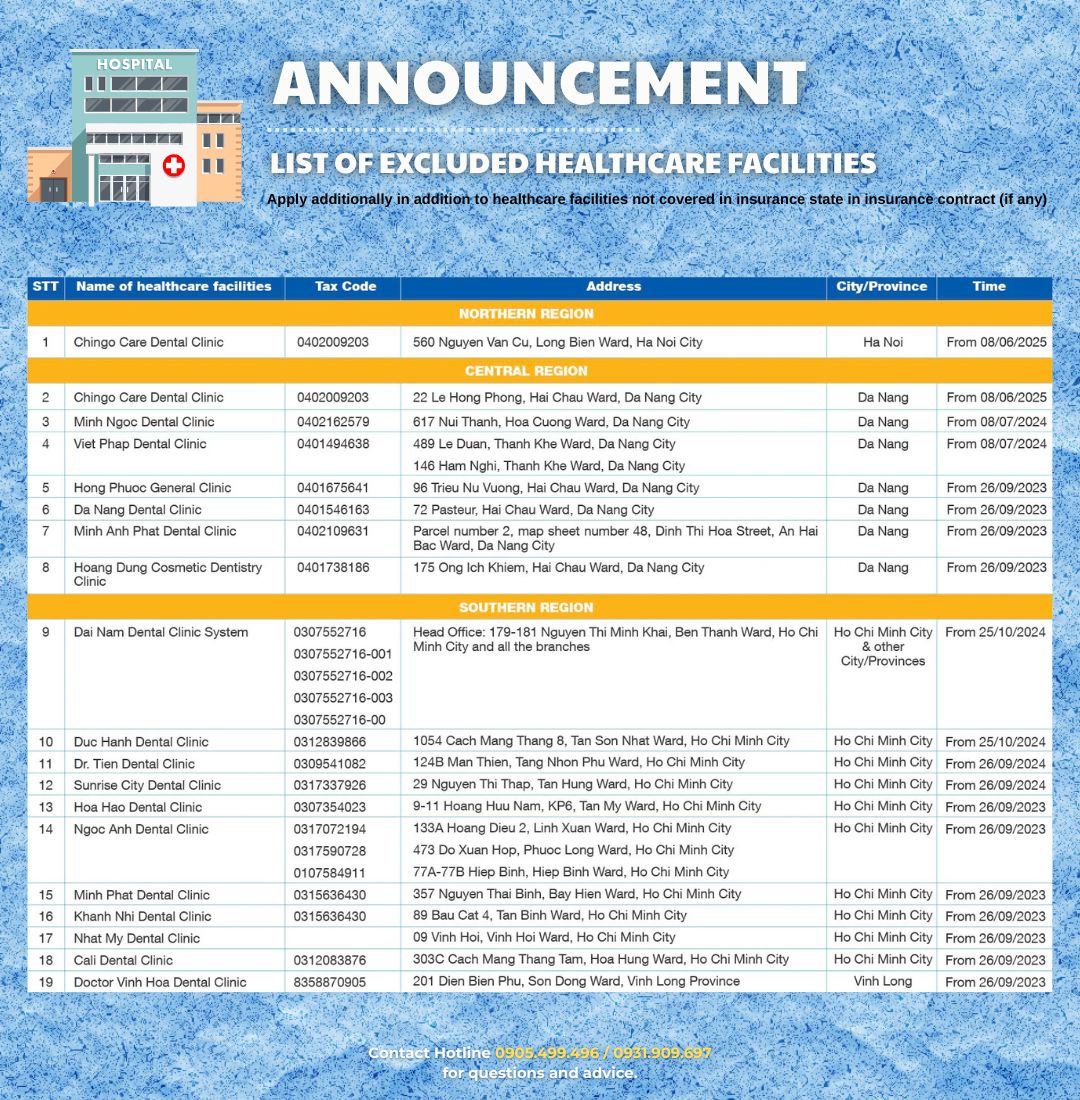 HOSPITAL
ANNOUNCEMENT
LIST OF EXCLUDED HEALTHCARE FACILITIES
Apply additionally in addition to healthcare facilities not covered in insurance state in insurance contract (if any)
STT Name of healthcare facilities Tax Code Address City/Province Time
NORTHERN REGION
1 Chingo Care Dental Clinic 0402009203 560 Nguyen Van Cu, Long Bien Ward, Ha Noi City Ha Noi From 08/06/2025
CENTRAL REGION
2 Chingo Care Dental Clinic 0402009203 22 Le Hong Phong, Hai Chau Ward, Da Nang City Da Nang From 08/06/2025
3 Minh Ngoc Dental Clinic 0402162579 617 Nui Thanh, Hoa Cuong Ward, Da Nang City Da Nang From 08/07/2024
4 Viet Phap Dental Clinic 0401494638 489 Le Duan, Thanh Khe Ward, Da Nang City Da Nang From 08/07/2024
146 Ham Nghi, Thanh Khe Ward, Da Nang City
5 Hong Phuoc General Clinic 0401675641 96 Trieu Nu Vuong, Hai Chau Ward, Da Nang City Da Nang From 26/09/2023
6 Da Nang Dental Clinic 0401546163 72 Pasteur, Hai Chau Ward, Da Nang City Da Nang From 26/09/2023
7 Minh Anh Phat Dental Clinic 0402109631 Parcel number 2, map sheet number 48, Dinh Thi Hoa Street, An Hai Da Nang From 26/09/2023
Bac Ward, Da Nang City
8 Hoang Dung Cosmetic Dentistry 0401738186 175 Ong Ich Khiem, Hai Chau Ward, Da Nang City Da Nang From 26/09/2023
Clinic
SOUTHERN REGION
9 Dai Nam Dental Clinic System 0307552716 Head Office: 179-181 Nguyen Thi Minh Khai, Ben Thanh Ward, Ho Chi Ho Chi Minh City From 25/10/2024
Minh City and all the branches & other
0307552716-001 City/Provinces
0307552716-002
0307552716-003
0307552716-00
10 Duc Hanh Dental Clinic 0312839866 1054 Cach Mang Thang 8, Tan Son Nhat Ward, Ho Chi Minh City Ho Chi Minh City From 25/10/2024
11 Dr. Tien Dental Clinic 0309541082 124B Man Thien, Tang Nhon Phu Ward, Ho Chi Minh City Ho Chi Minh City From 26/09/2024
12 Sunrise City Dental Clinic 0317337926 29 Nguyen Thi Thap, Tan Hung Ward, Ho Chi Minh City Ho Chi Minh City From 26/09/2024
13 Hoa Hao Dental Clinic 0307354023 9-11 Hoang Huu Nam, KP6, Tan My Ward, Ho Chi Minh City Ho Chi Minh City From 26/09/2023
14 Ngoc Anh Dental Clinic 0317072194 133A Hoang Dieu 2, Linh Xuan Ward, Ho Chi Minh City Ho Chi Minh City From 26/09/2023
0317590728 473 Do Xuan Hop, Phuoc Long Ward, Ho Chi Minh City
0107584911 77A-77B Hiep Binh, Hiep Binh Ward, Ho Chi Minh City
15 Minh Phat Dental Clinic 0315636430 357 Nguyen Thai Binh, Bay Hien Ward, Ho Chi Minh City Ho Chi Minh City From 26/09/2023
16 Khanh Nhi Dental Clinic 0315636430 89 Bau Cat 4, Tan Binh Ward, Ho Chi Minh City Ho Chi Minh City From 26/09/2023
17 Nhat My Dental Clinic 09 Vinh Hoi, Vinh Hoi Ward, Ho Chi Minh City Ho Chi Minh City From 26/09/2023
18 Cali Dental Clinic 0312083876 303C Cach Mang Thang Tam, Hoa Hung Ward, Ho Chi Minh City Ho Chi Minh City From 26/09/2023
19 Doctor Vinh Hoa Dental Clinic 8358870905 201 Dien Bien Phu, Son Dong Ward, Vinh Long Province Vinh Long From 26/09/2023
Contact Hotline 0905.499.496 / 0931.909.697
for questions and advice.